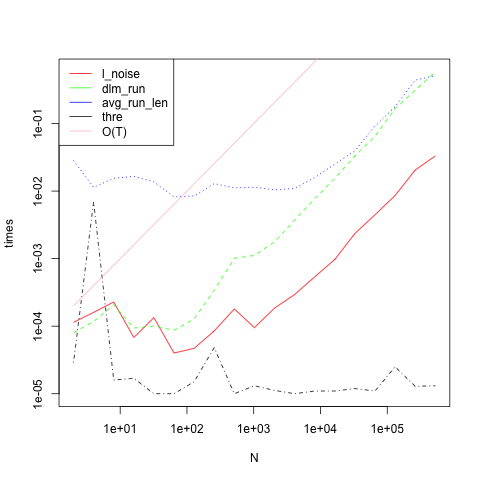 l_noise
dlm_run
avg_run_len
thre
O(T)
1e-01
1e-02
1e-03
1e-04
1e-05
times
1e+01
1e+02
1e+03
1e+04
1e+05
N